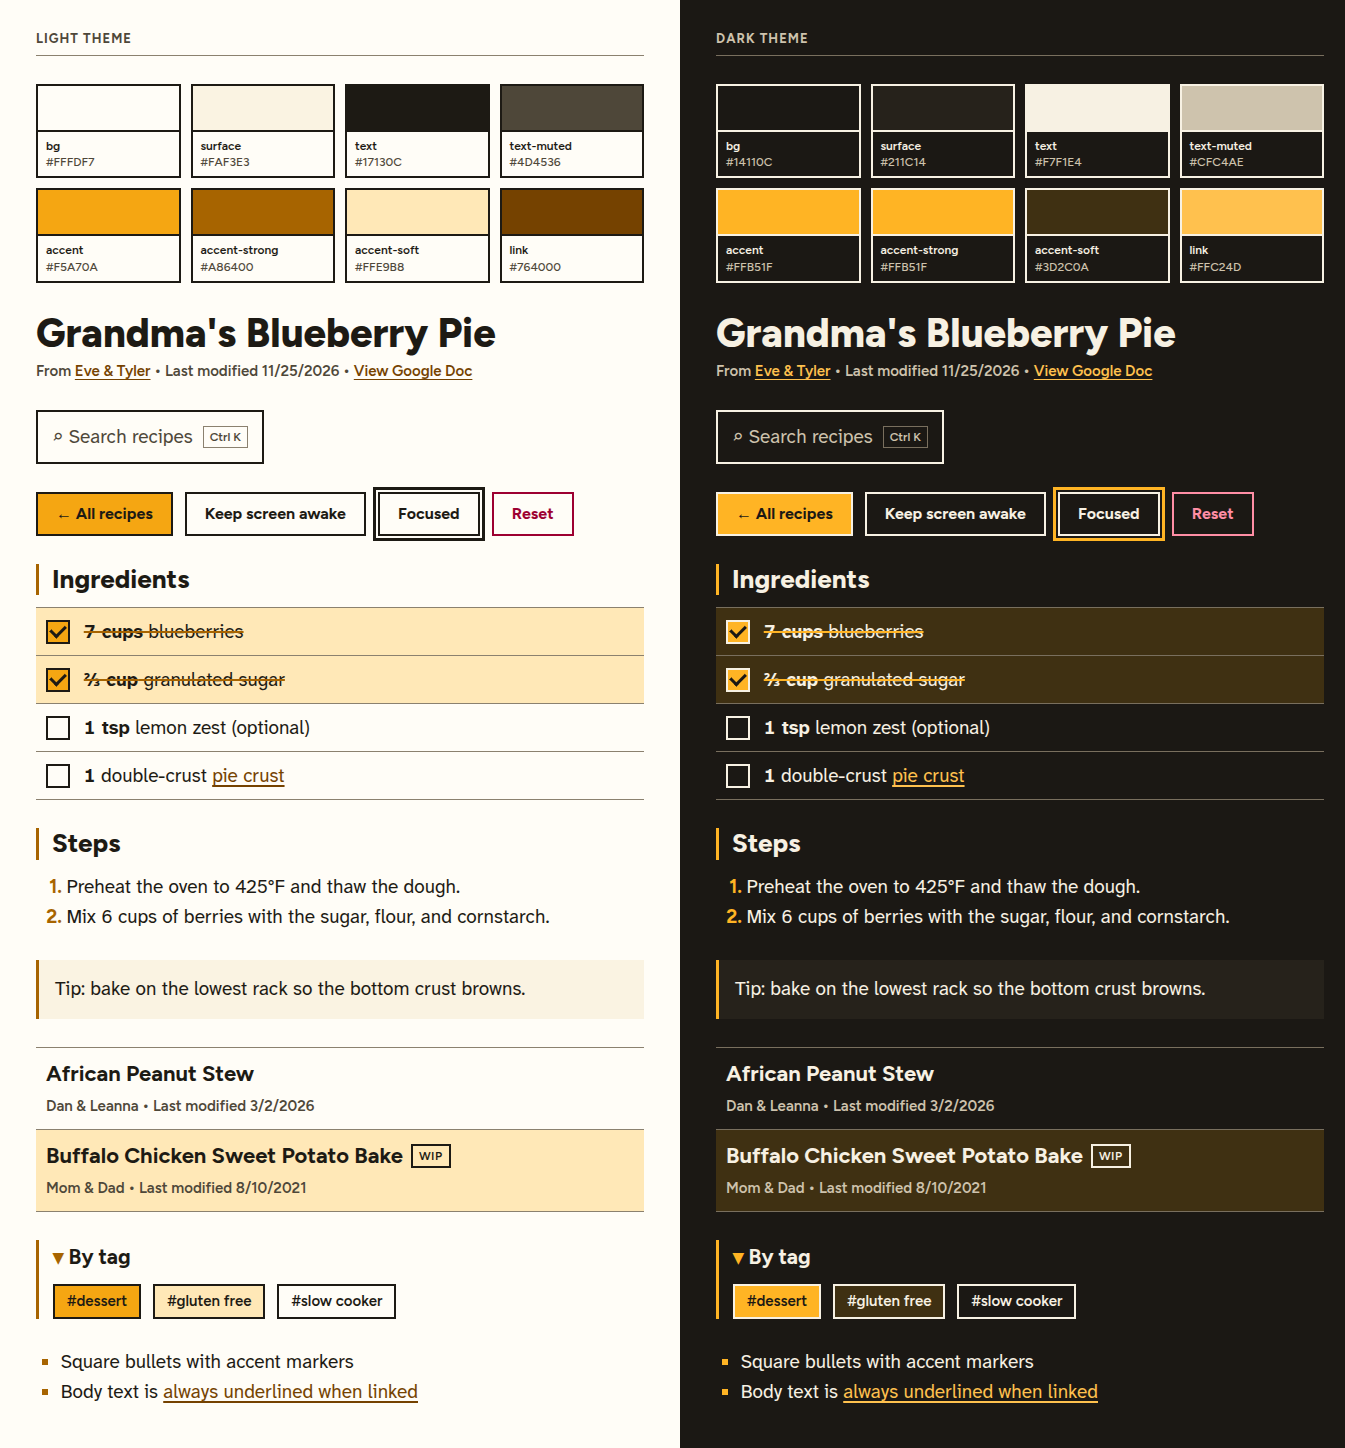 LIGHT THEME
bg
#FFFDF7
surface
#FAF3E3
text
#17130C
text-muted
#4D4536
accent
#F5A70A
accent-strong
#A86400
accent-soft
#FFE9B8
link
#764000
Grandma's Blueberry Pie
From Eve & Tyler • Last modified 11/25/2026 • View Google Doc
⌕ Search recipes Ctrl K
← All recipes
Keep screen awake
Focused
Reset
Ingredients
7 cups blueberries
⅔ cup granulated sugar
1 tsp lemon zest (optional)
1 double-crust pie crust
Steps
1. Preheat the oven to 425°F and thaw the dough.
2. Mix 6 cups of berries with the sugar, flour, and cornstarch.
Tip: bake on the lowest rack so the bottom crust browns.
African Peanut Stew
Dan & Leanna • Last modified 3/2/2026
Buffalo Chicken Sweet Potato Bake WIP
Mom & Dad • Last modified 8/10/2021
▼ By tag
#dessert
#gluten free
#slow cooker
Square bullets with accent markers
Body text is always underlined when linked
DARK THEME
bg
#14110C
surface
#211C14
text
#F7F1E4
text-muted
#CFC4AE
accent
#FFB51F
accent-strong
#FFB51F
accent-soft
#3D2C0A
link
#FFC24D
Grandma's Blueberry Pie
From Eve & Tyler • Last modified 11/25/2026 • View Google Doc
⌕ Search recipes Ctrl K
← All recipes
Keep screen awake
Focused
Reset
Ingredients
7 cups blueberries
⅔ cup granulated sugar
1 tsp lemon zest (optional)
1 double-crust pie crust
Steps
1. Preheat the oven to 425°F and thaw the dough.
2. Mix 6 cups of berries with the sugar, flour, and cornstarch.
Tip: bake on the lowest rack so the bottom crust browns.
African Peanut Stew
Dan & Leanna • Last modified 3/2/2026
Buffalo Chicken Sweet Potato Bake WIP
Mom & Dad • Last modified 8/10/2021
▼ By tag
#dessert
#gluten free
#slow cooker
Square bullets with accent markers
Body text is always underlined when linked